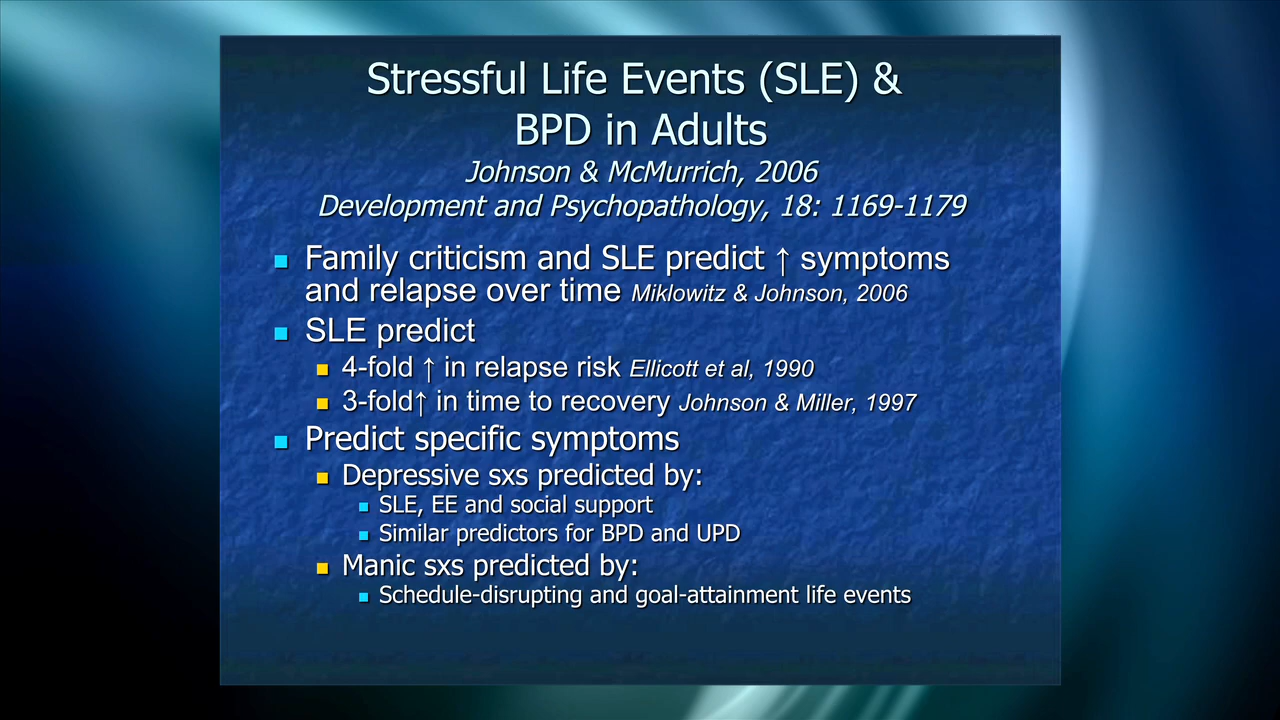 Stressful Life Events (SLE) &
BPD in Adults
Johnson & McMurrich, 2006
Development and Psychopathology, 18: 1169-1179
Family criticism and SLE predict ↑ symptoms
and relapse over time Miklowitz & Johnson, 2006
SLE predict
4-fold ↑ in relapse risk Ellicott et al, 1990
3-fold↑ in time to recovery Johnson & Miller, 1997
Predict specific symptoms
Depressive sxs predicted by:
SLE, EE and social support
Similar predictors for BPD and UPD
Manic sxs predicted by:
Schedule-disrupting and goal-attainment life events